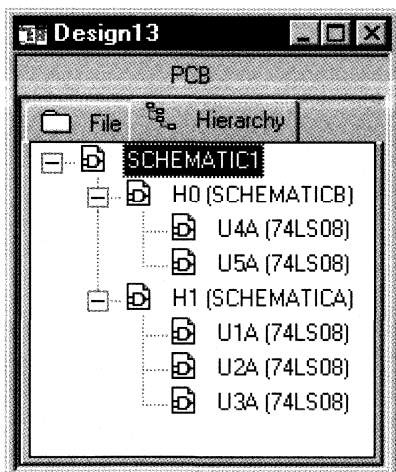 Design13
PCB
File Hierarchy
SCHEMATIC1
H0 (SCHEMATICB)
U4A (74LS08)
U5A (74LS08)
H1 (SCHEMATICA)
U1A (74LS08)
U2A (74LS08)
U3A (74LS08)